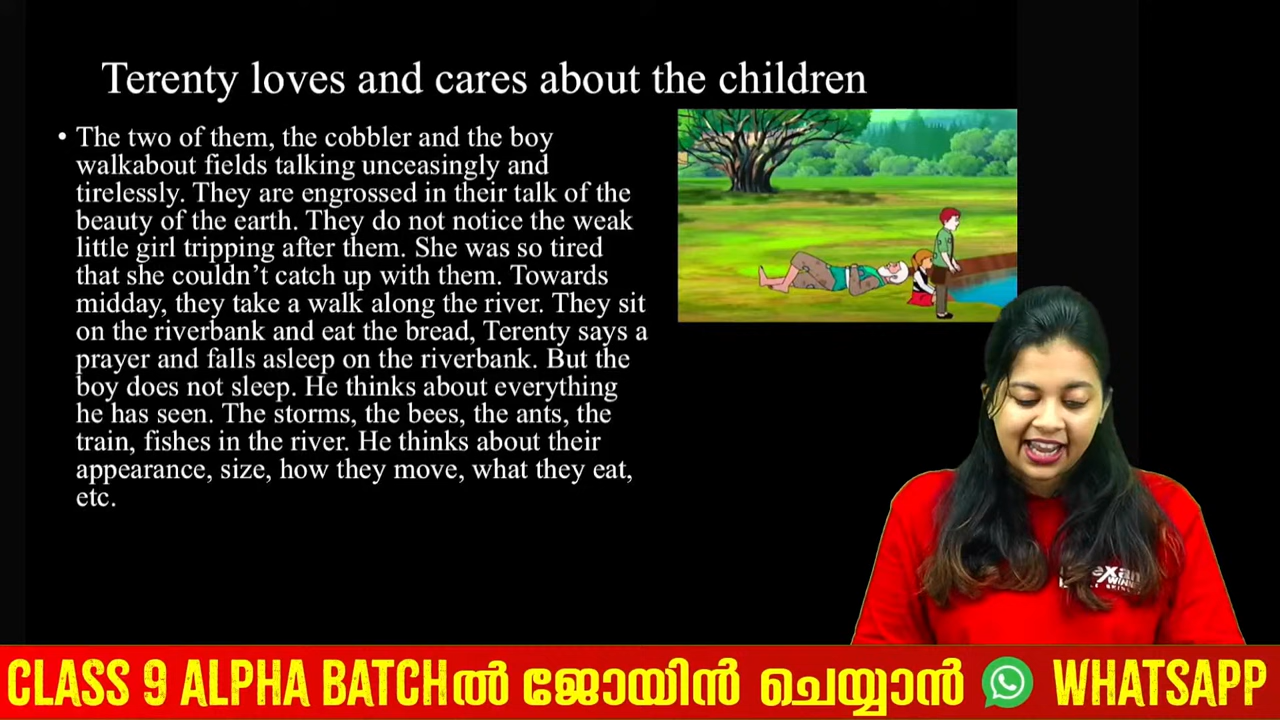 Terenty loves and cares about the children
• The two of them, the cobbler and the boy
walkabout fields talking unceasingly and
tirelessly. They are engrossed in their talk of the
beauty of the earth. They do not notice the weak
little girl tripping after them. She was so tired
that she couldn’t catch up with them. Towards
midday, they take a walk along the river. They sit
on the riverbank and eat the bread, Terenty says a
prayer and falls asleep on the riverbank. But the
boy does not sleep. He thinks about everything
he has seen. The storms, the bees, the ants, the
train, fishes in the river. He thinks about their
appearance, size, how they move, what they eat,
etc.
CLASS 9 ALPHA BATCHൽ ജോയിൻ ചെയ്യാൻ WHATSAPP